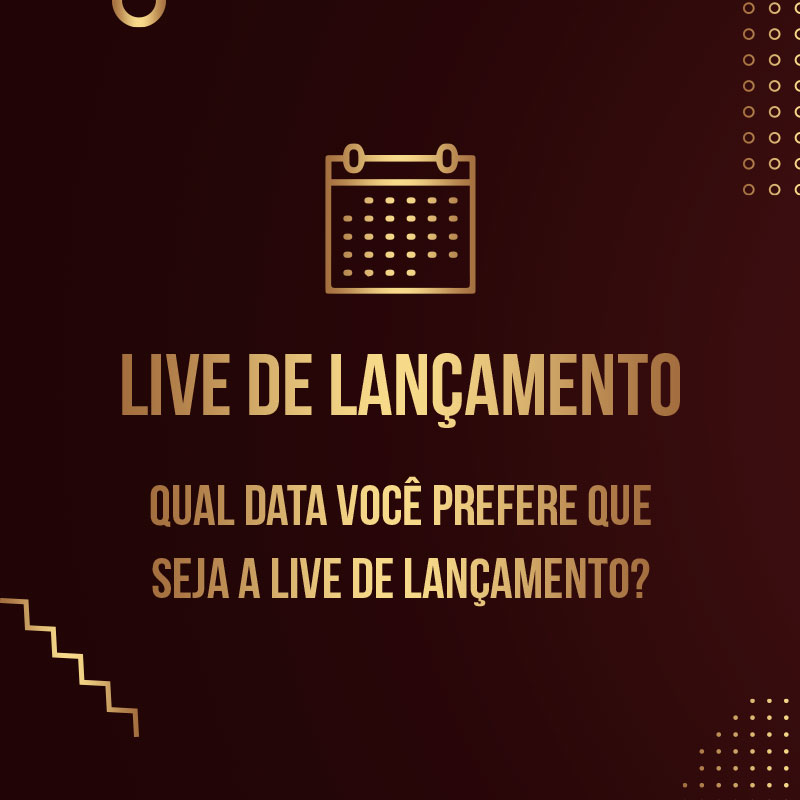 LIVE DE LANÇAMENTO
QUAL DATA VOCÊ PREFERE QUE
SEJA A LIVE DE LANÇAMENTO?